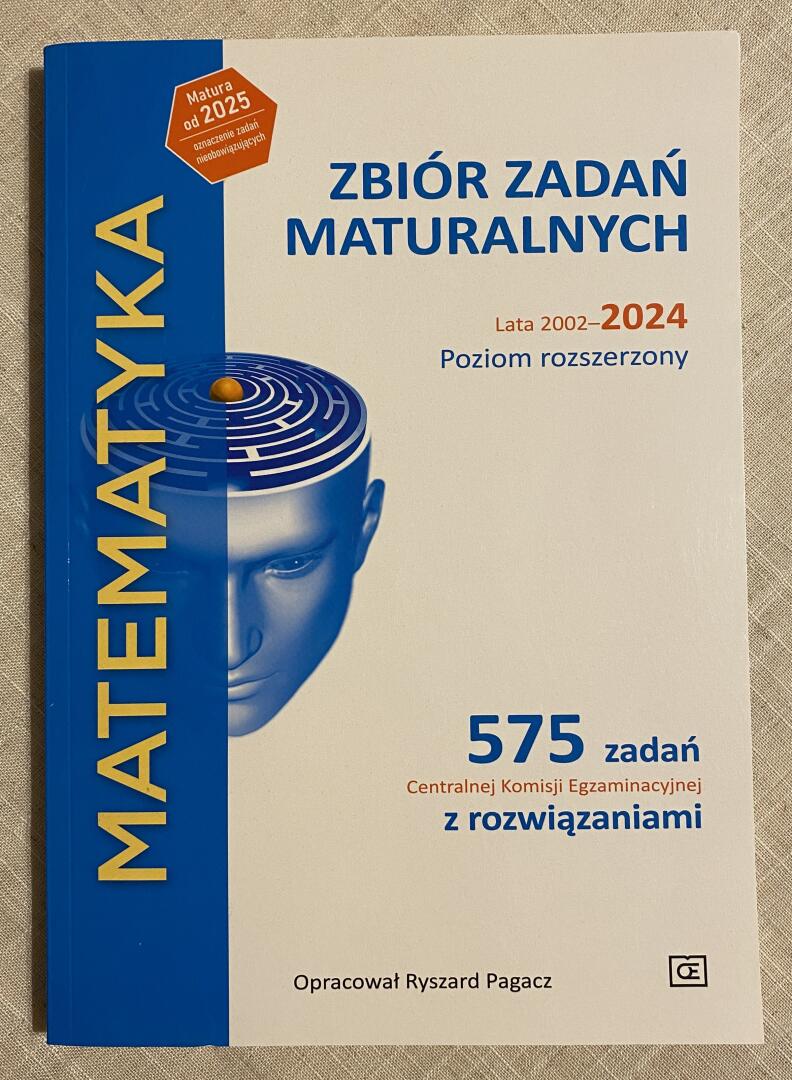 Matura
od 2025
oznaczenie zadań
nieobowiązujących
MATEMATYKA
ZBIÓR ZADAŃ
MATURALNYCH
Lata 2002–2024
Poziom rozszerzony
575 zadań
Centralnej Komisji Egzaminacyjnej
z rozwiązaniami
Opracował Ryszard Pagacz
OE